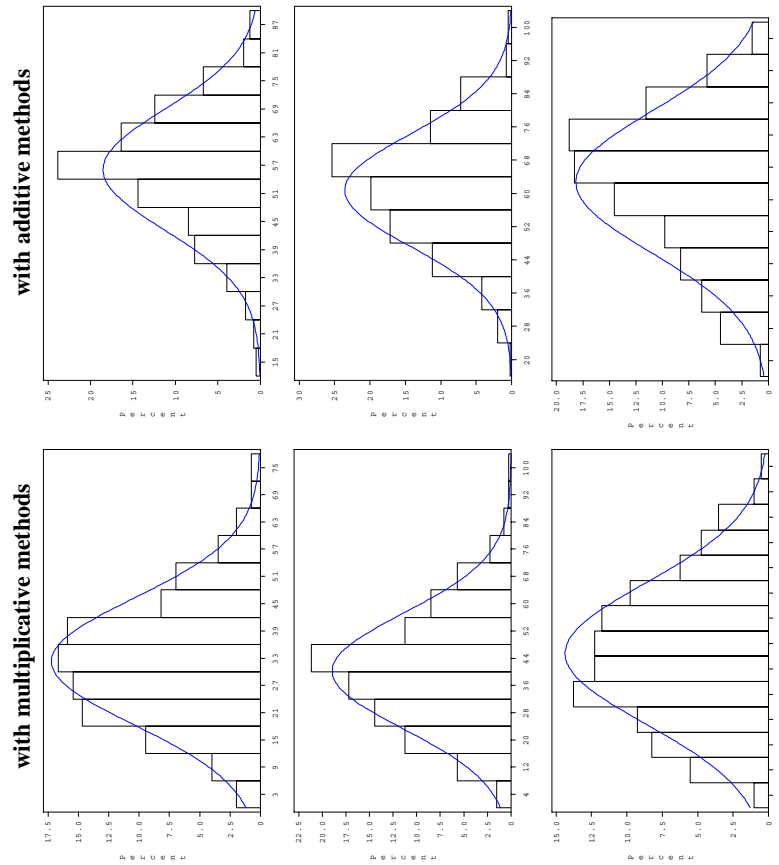 with multiplicative methods
with additive methods
17.5
15.0
12.5
10.0
7.5
5.0
2.5
0
P
e
r
c
e
n
t
3 9 15 21 27 33 39 45 51 57 63 69 75
25
20
15
10
5
0
P
e
r
c
e
n
t
15 21 27 33 39 45 51 57 63 69 75 81 87
22.5
20.0
17.5
15.0
12.5
10.0
7.5
5.0
2.5
0
P
e
r
c
e
n
t
4 12 20 28 36 44 52 60 68 76 84 92 100
30
25
20
15
10
5
0
P
e
r
c
e
n
t
20 28 36 44 52 60 68 76 84 92 100
15.0
12.5
10.0
7.5
5.0
2.5
0
P
e
r
c
e
n
t
20.0
17.5
15.0
12.5
10.0
7.5
5.0
2.5
0
P
e
r
c
e
n
t